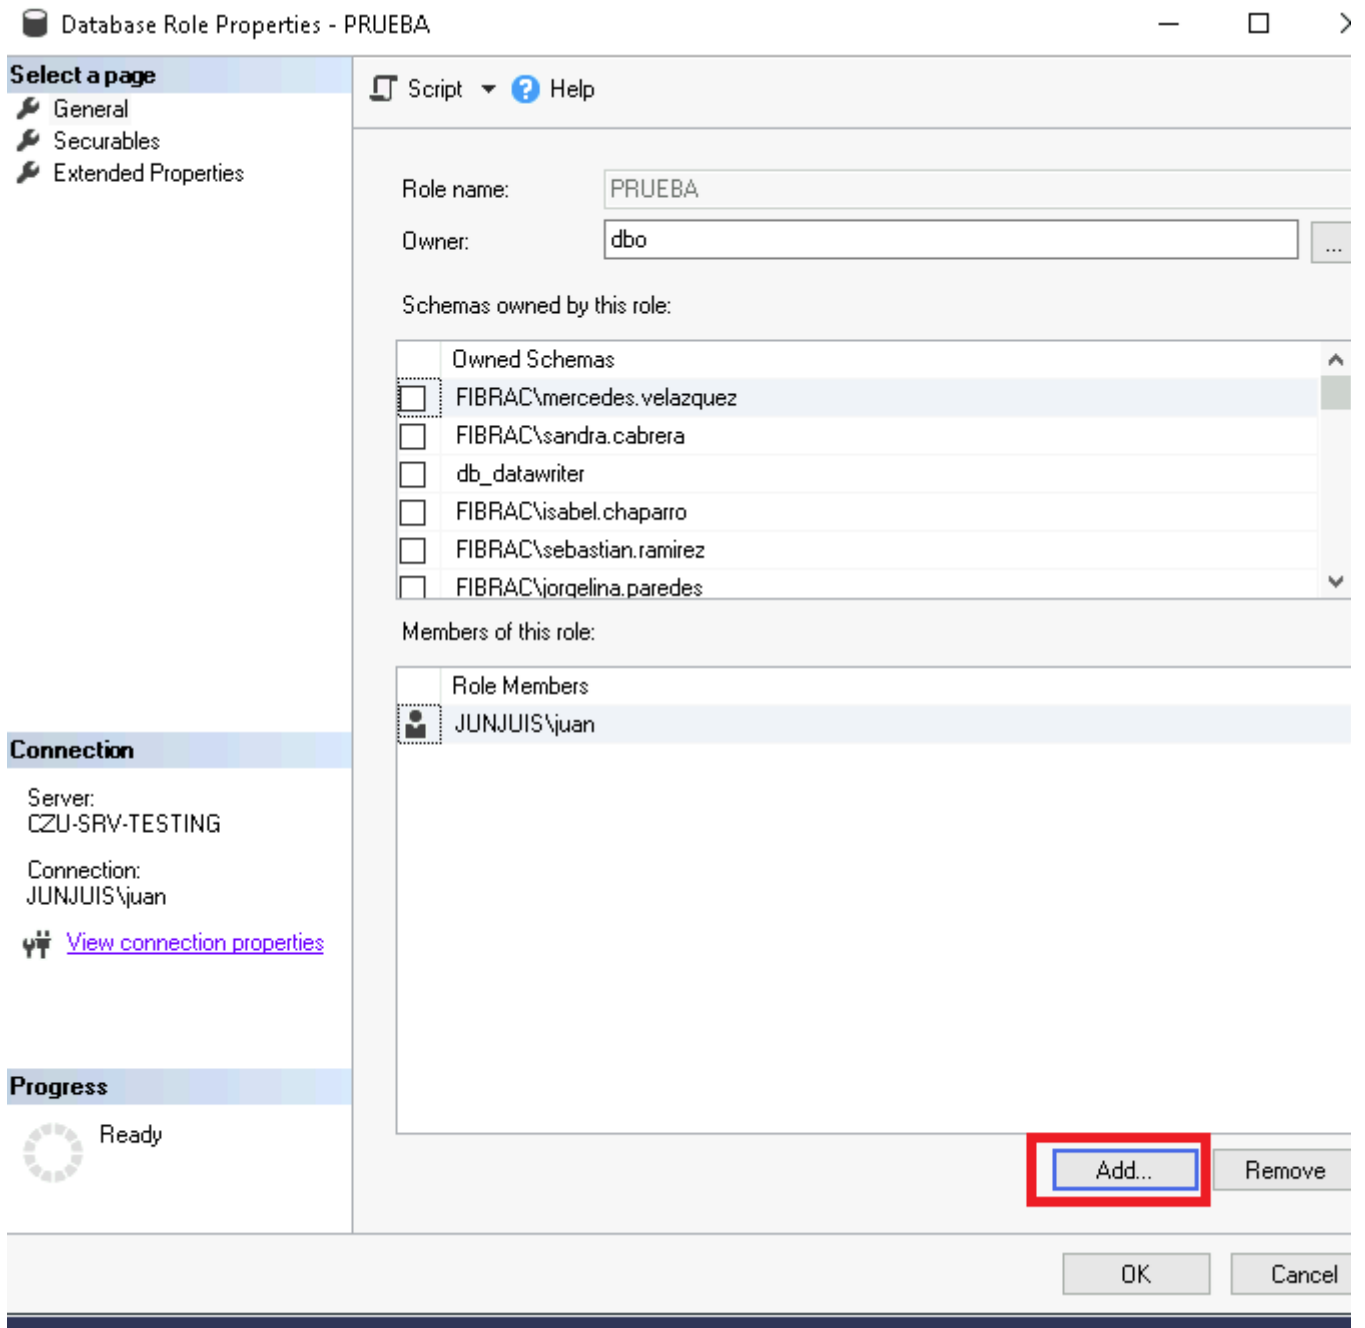 Database Role Properties - PRUEBA
Select a page
General
Securables
Extended Properties
Script
Help
Role name:
PRUEBA
Owner:
dbo
...
Schemas owned by this role:
Owned Schemas
FIBRAC\mercedes.velazquez
FIBRAC\sandra.cabrera
db_datawriter
FIBRAC\isabel.chaparro
FIBRAC\sebastian.ramirez
FIBRAC\jorgelina.paredes
Members of this role:
Role Members
JUNJUIS\juan
Connection
Server:
CZU-SRV-TESTING
Connection:
JUNJUIS\juan
View connection properties
Progress
Ready
Add...
Remove
OK
Cancel